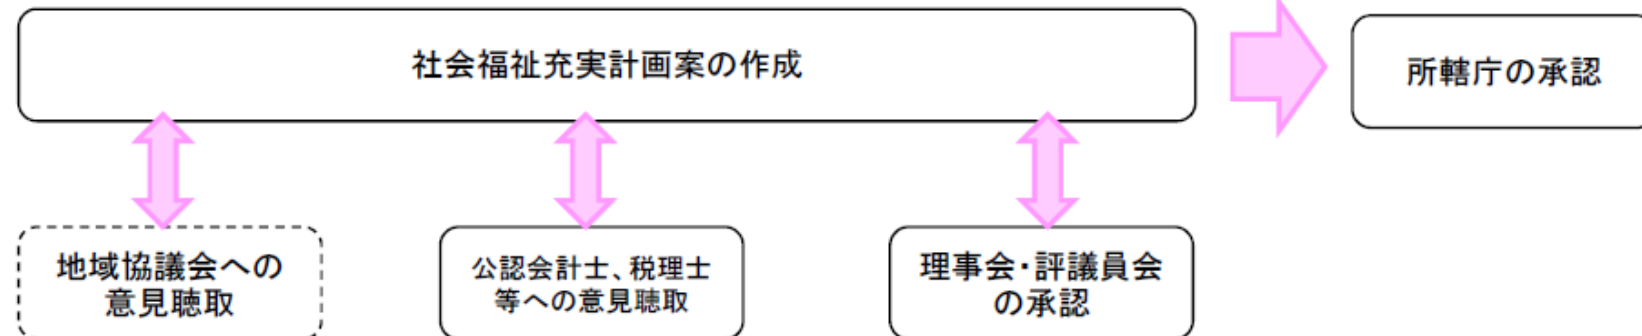 社会福祉充実計画案の作成
所轄庁の承認
地域協議会への
意見聴取
公認会計士、税理士
等への意見聴取
理事会・評議員会
の承認